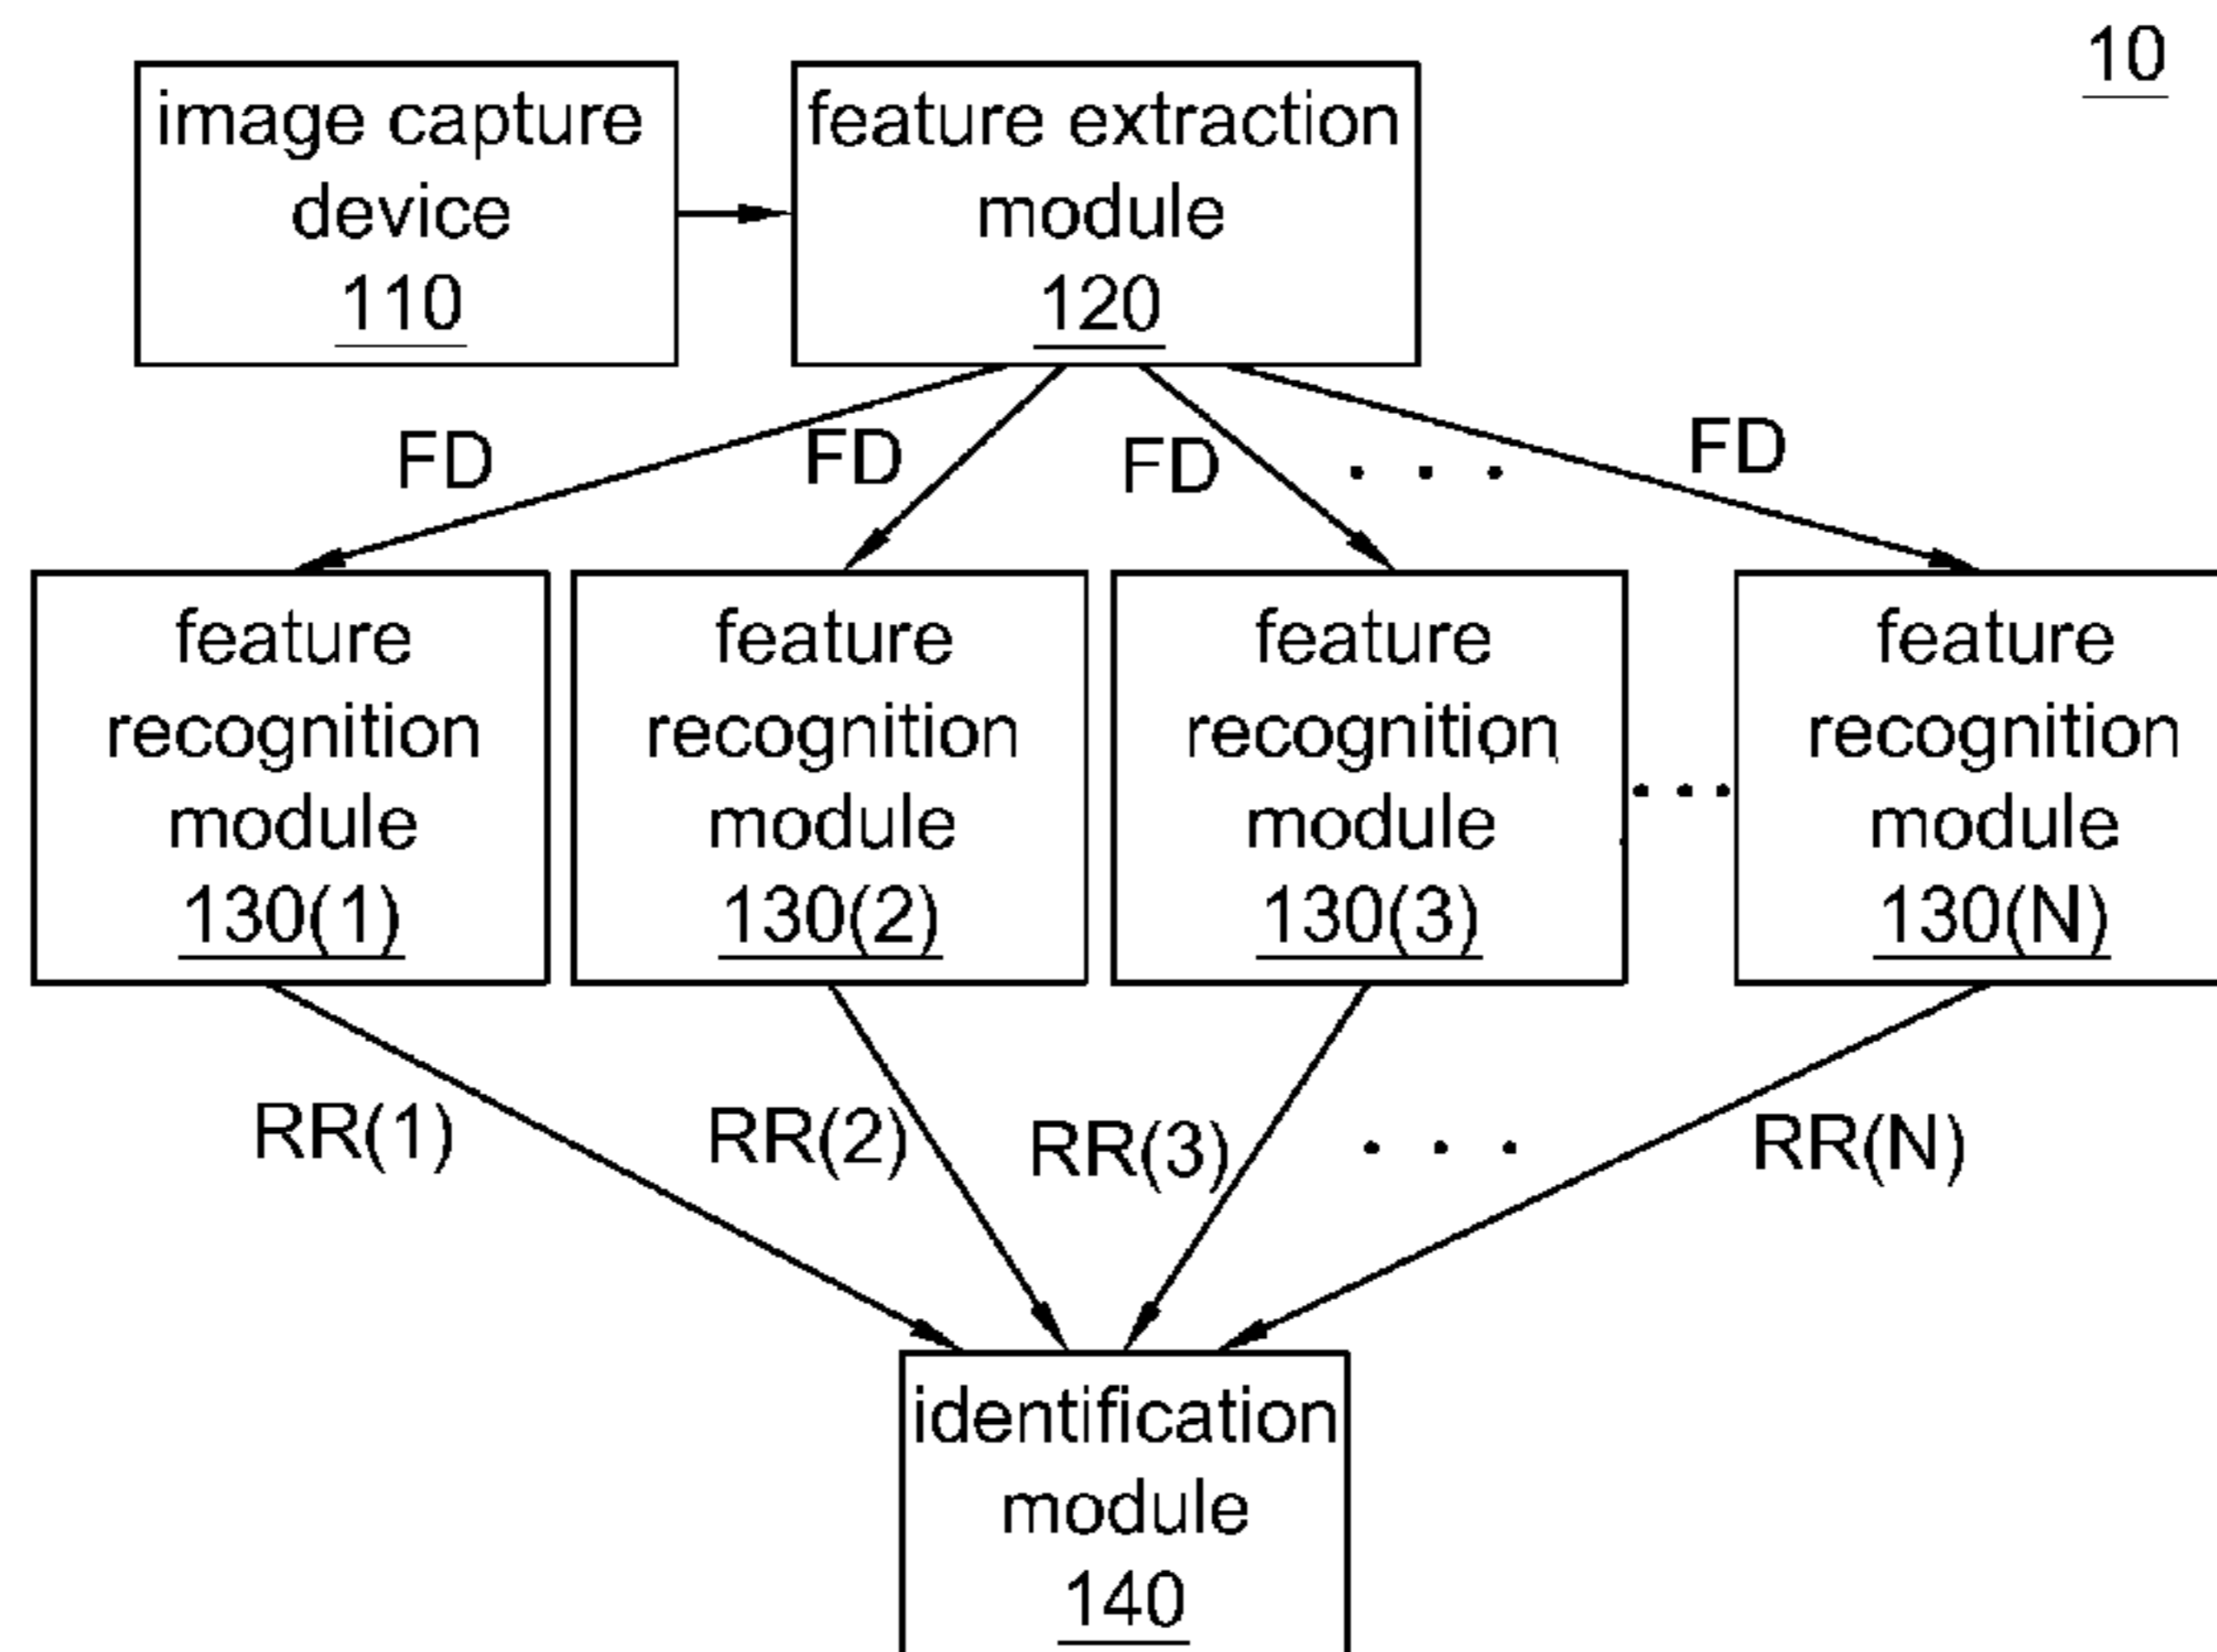 10
image capture
device
110
feature extraction
module
120
FD
FD
FD
. . .
FD
feature
recognition
module
130(1)
feature
recognition
module
130(2)
feature
recognition
module
130(3)
...
feature
recognition
module
130(N)
RR(1)
RR(2)
RR(3)
. . .
RR(N)
identification
module
140